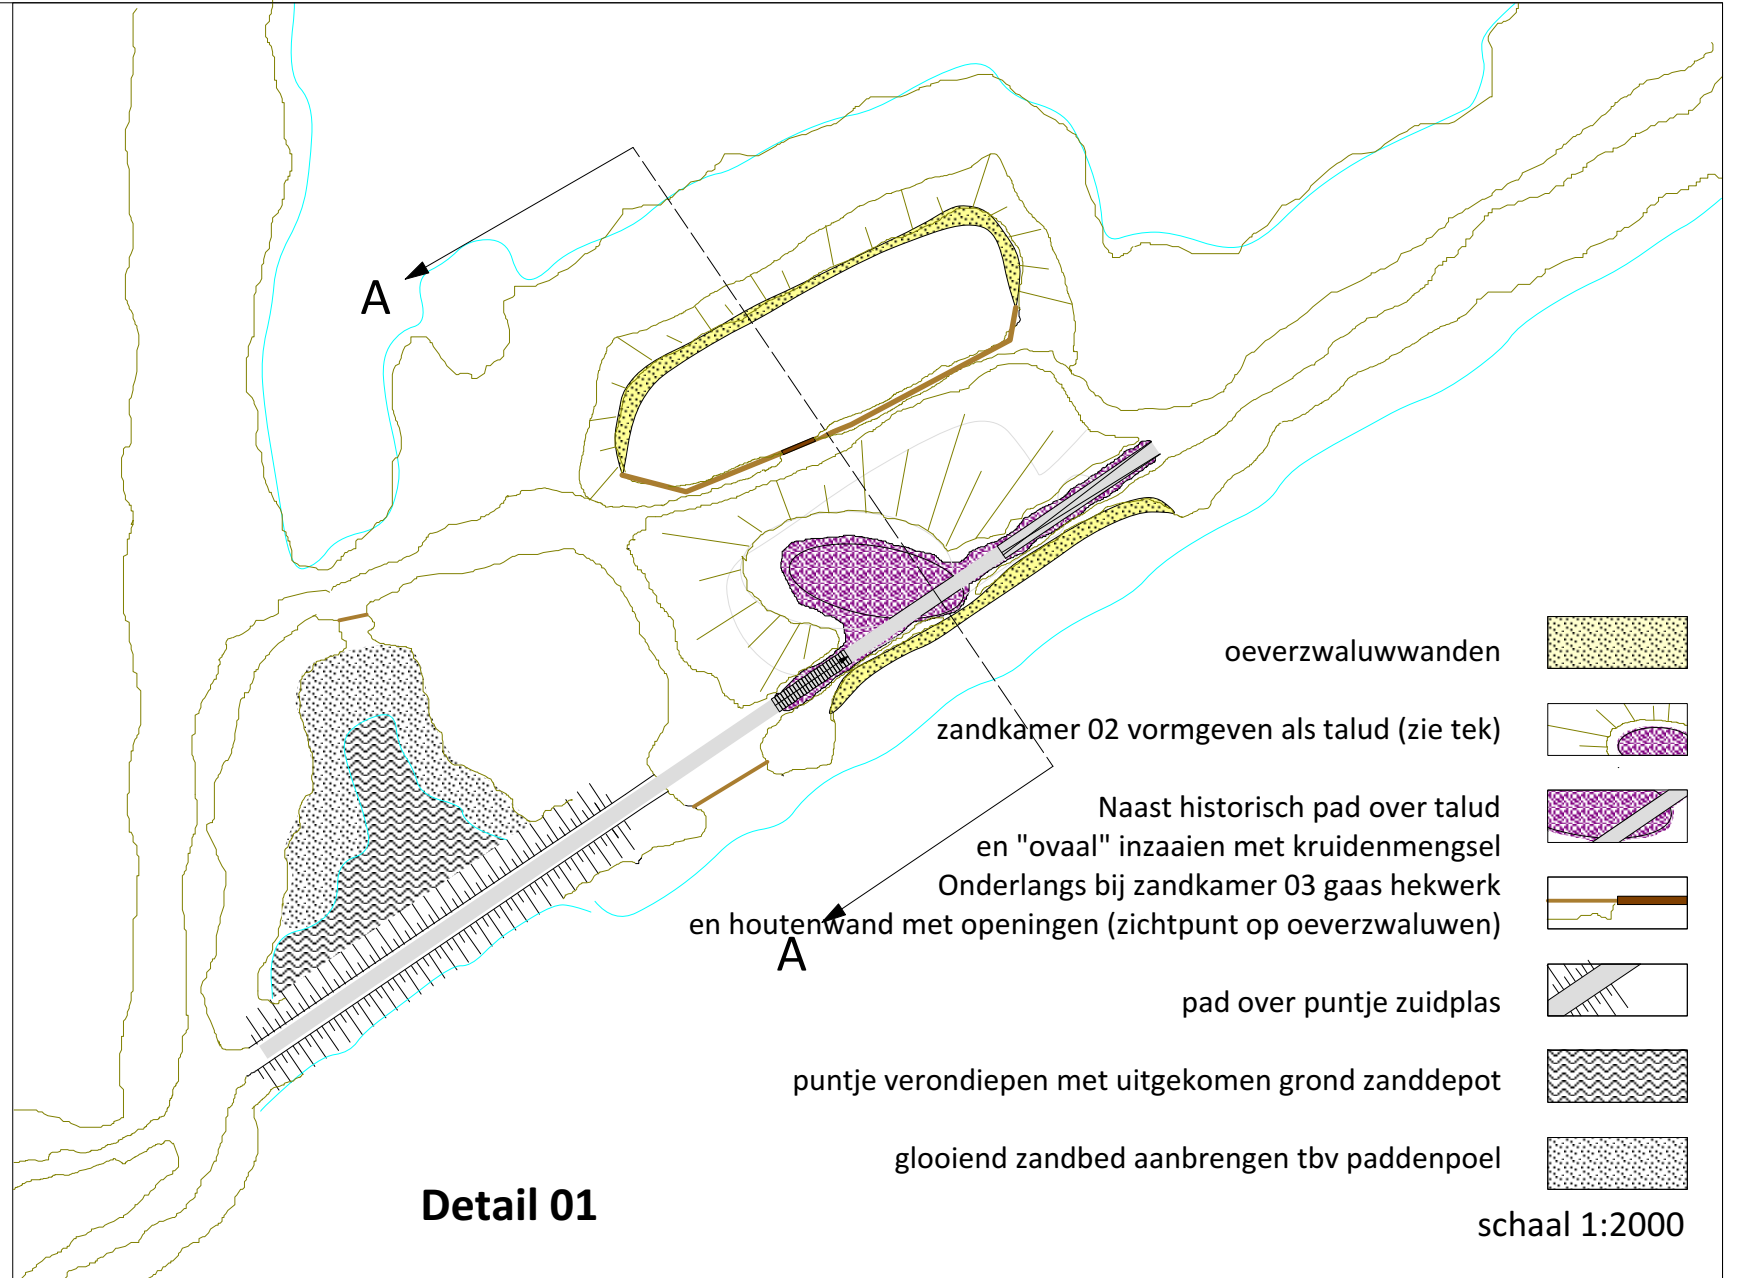 A
oeverzwaluwwanden
zandkamer 02 vormgeven als talud (zie tek)
Naast historisch pad over talud
en "ovaal" inzaaien met kruidenmengsel
Onderlangs bij zandkamer 03 gaas hekwerk
en houtenwand met openingen (zichtpunt op oeverzwaluwen)
A
pad over puntje zuidplas
puntje verondiepen met uitgekomen grond zanddepot
glooiend zandbed aanbrengen tbv paddenpoel
Detail 01
schaal 1:2000